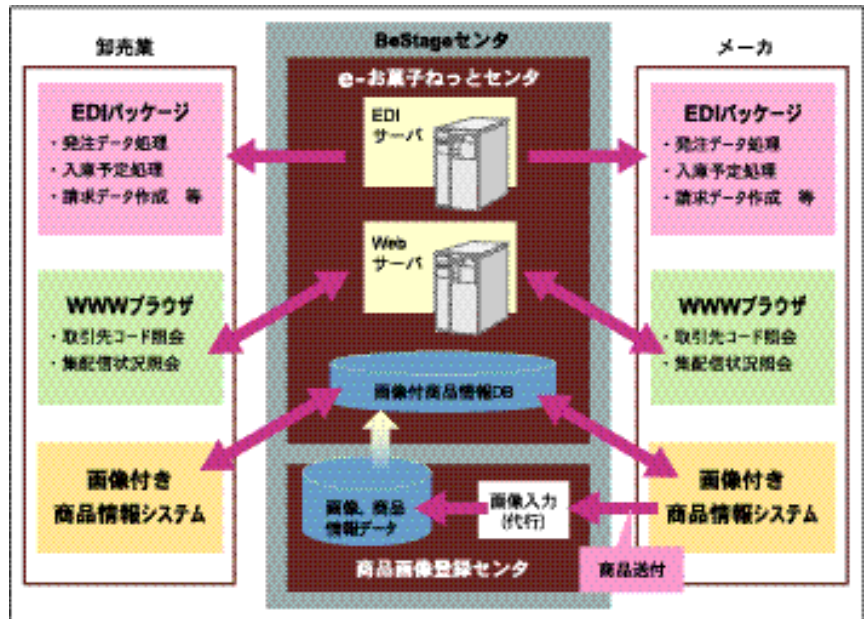 卸売業
EDIパッケージ
・発注データ処理
・入庫予定処理
・請求データ作成 等
WWWブラウザ
・取引先コード照会
・集配信状況照会
画像付き
商品情報システム
BeStageセンタ
e-お菓子ねっとセンタ
EDI
サーバ
Web
サーバ
画像付商品情報DB
画像、商品
情報データ
画像入力
(代行)
商品画像登録センタ
メーカ
EDIパッケージ
・発注データ処理
・入庫予定処理
・請求データ作成 等
WWWブラウザ
・取引先コード照会
・集配信状況照会
画像付き
商品情報システム
商品送付